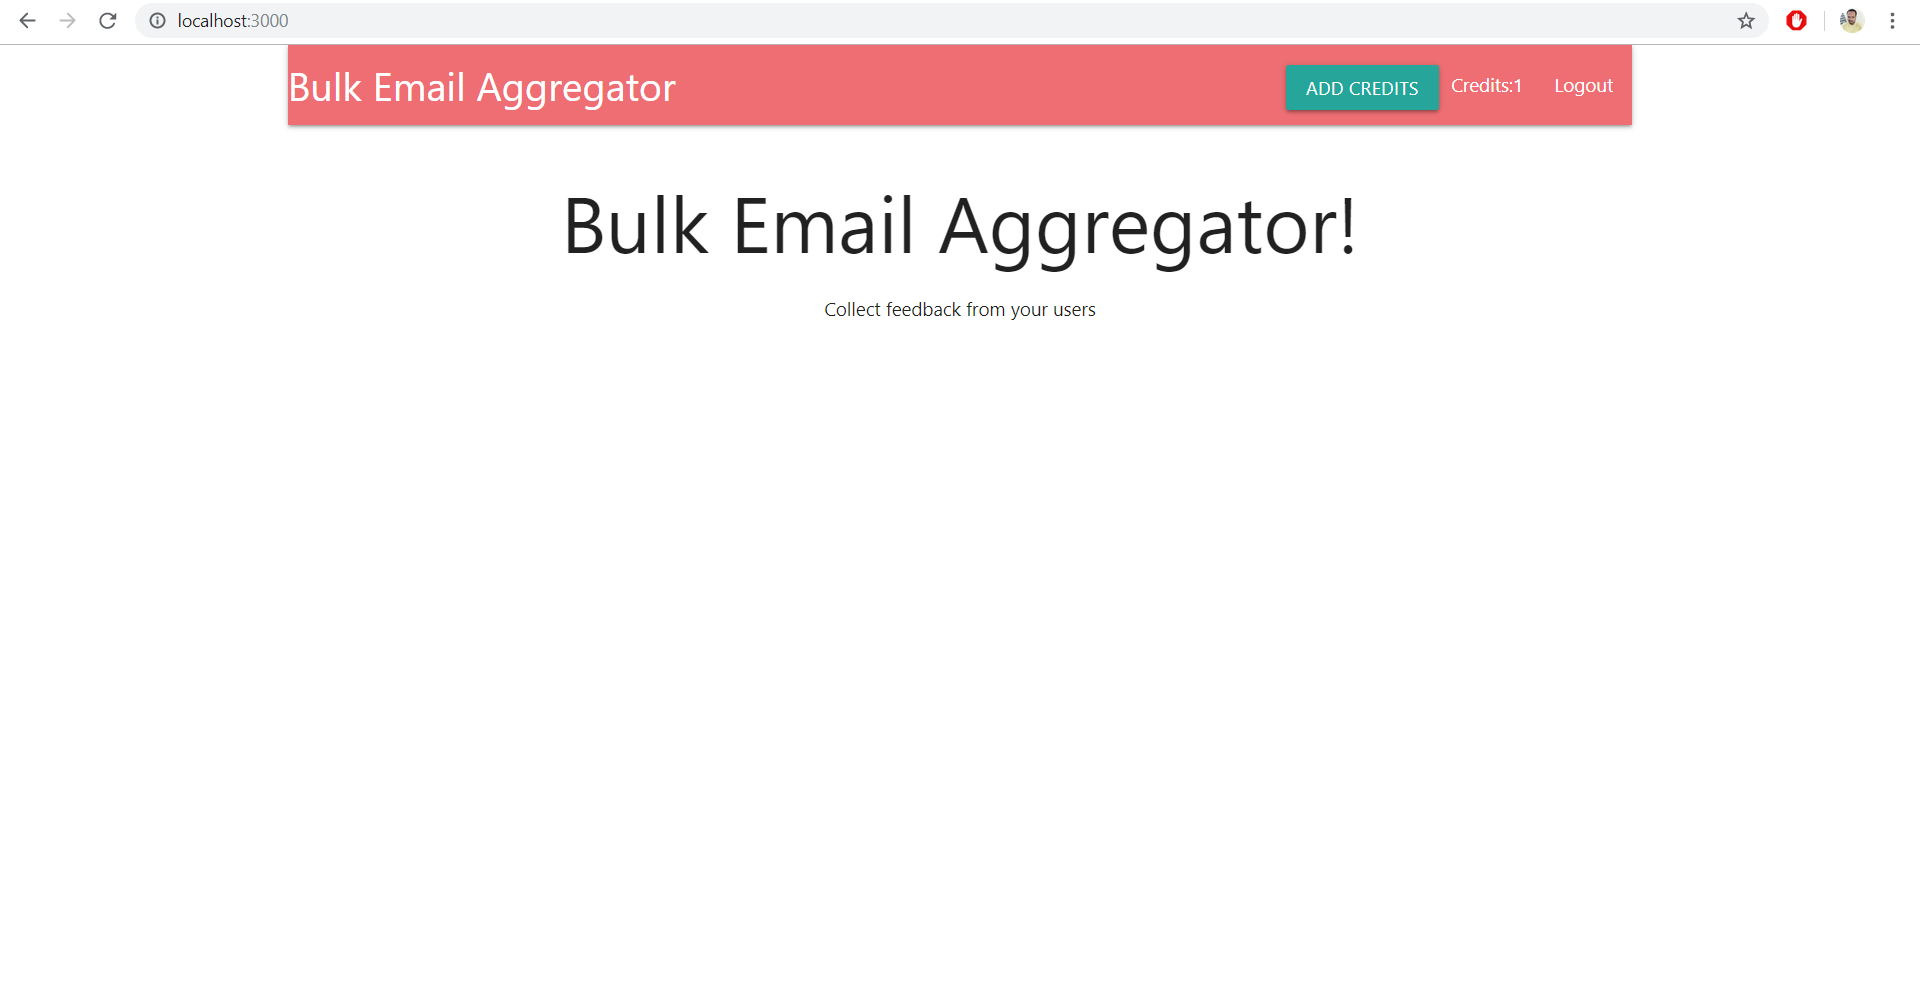 localhost:3000
Bulk Email Aggregator
ADD CREDITS
Credits:1
Logout
Bulk Email Aggregator!
Collect feedback from your users